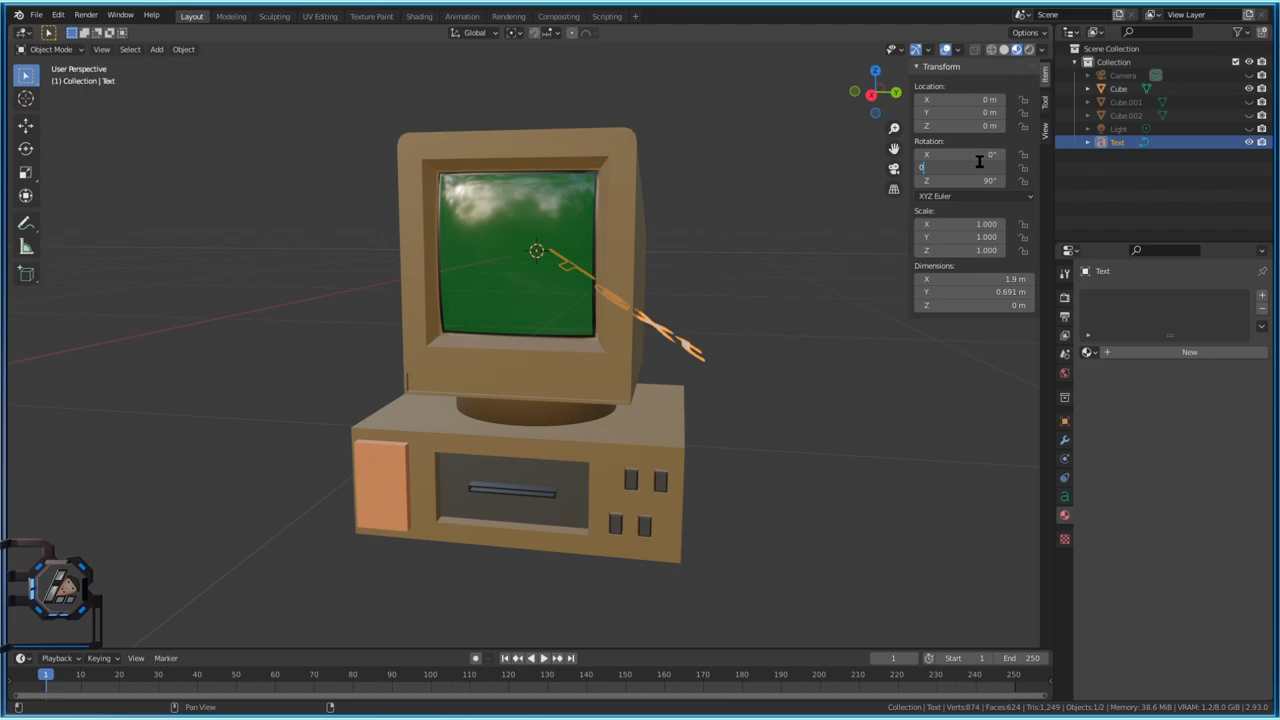 File Edit Render Window Help Layout Modeling Sculpting UV Editing Texture Paint Shading Animation Rendering Compositing Scripting + Scene View Layer
Global Options
Object Mode View Select Add Object
User Perspective
(1) Collection | Text
Z
Y
X
Transform
Location:
X 0 m
Y 0 m
Z 0 m
Rotation:
X 0°
0
Z 90°
XYZ Euler
Scale:
X 1.000
Y 1.000
Z 1.000
Dimensions:
X 1.9 m
Y 0.691 m
Z 0 m
Item
Tool
View
Scene Collection
Collection
Camera
Cube
Cube.001
Cube.002
Light
Text
Text
New
Playback Keying View Marker
1 Start 1 End 250
1 10 20 30 40 50 60 70 80 90 100 110 120 130 140 150 160 170 180 190 200 210 220 230 240 250
Pan View
Collection | Text | Verts:874 | Faces:624 | Tris:1,249 | Objects:1/2 | Memory: 38.6 MiB | VRAM: 1.2/8.0 GiB | 2.93.0